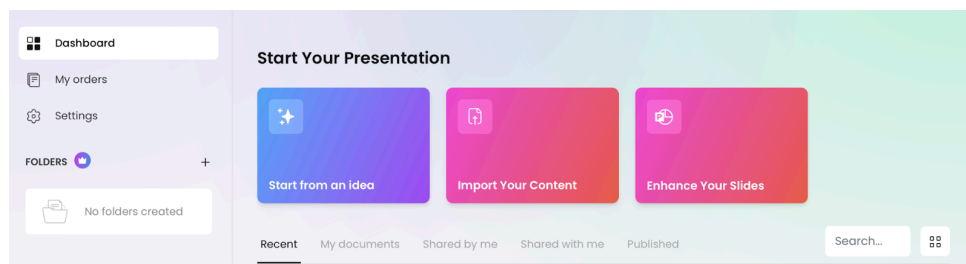 Dashboard
My orders
Settings
FOLDERS
No folders created
Start Your Presentation
Start from an idea
Import Your Content
Enhance Your Slides
Recent My documents Shared by me Shared with me Published
Search...